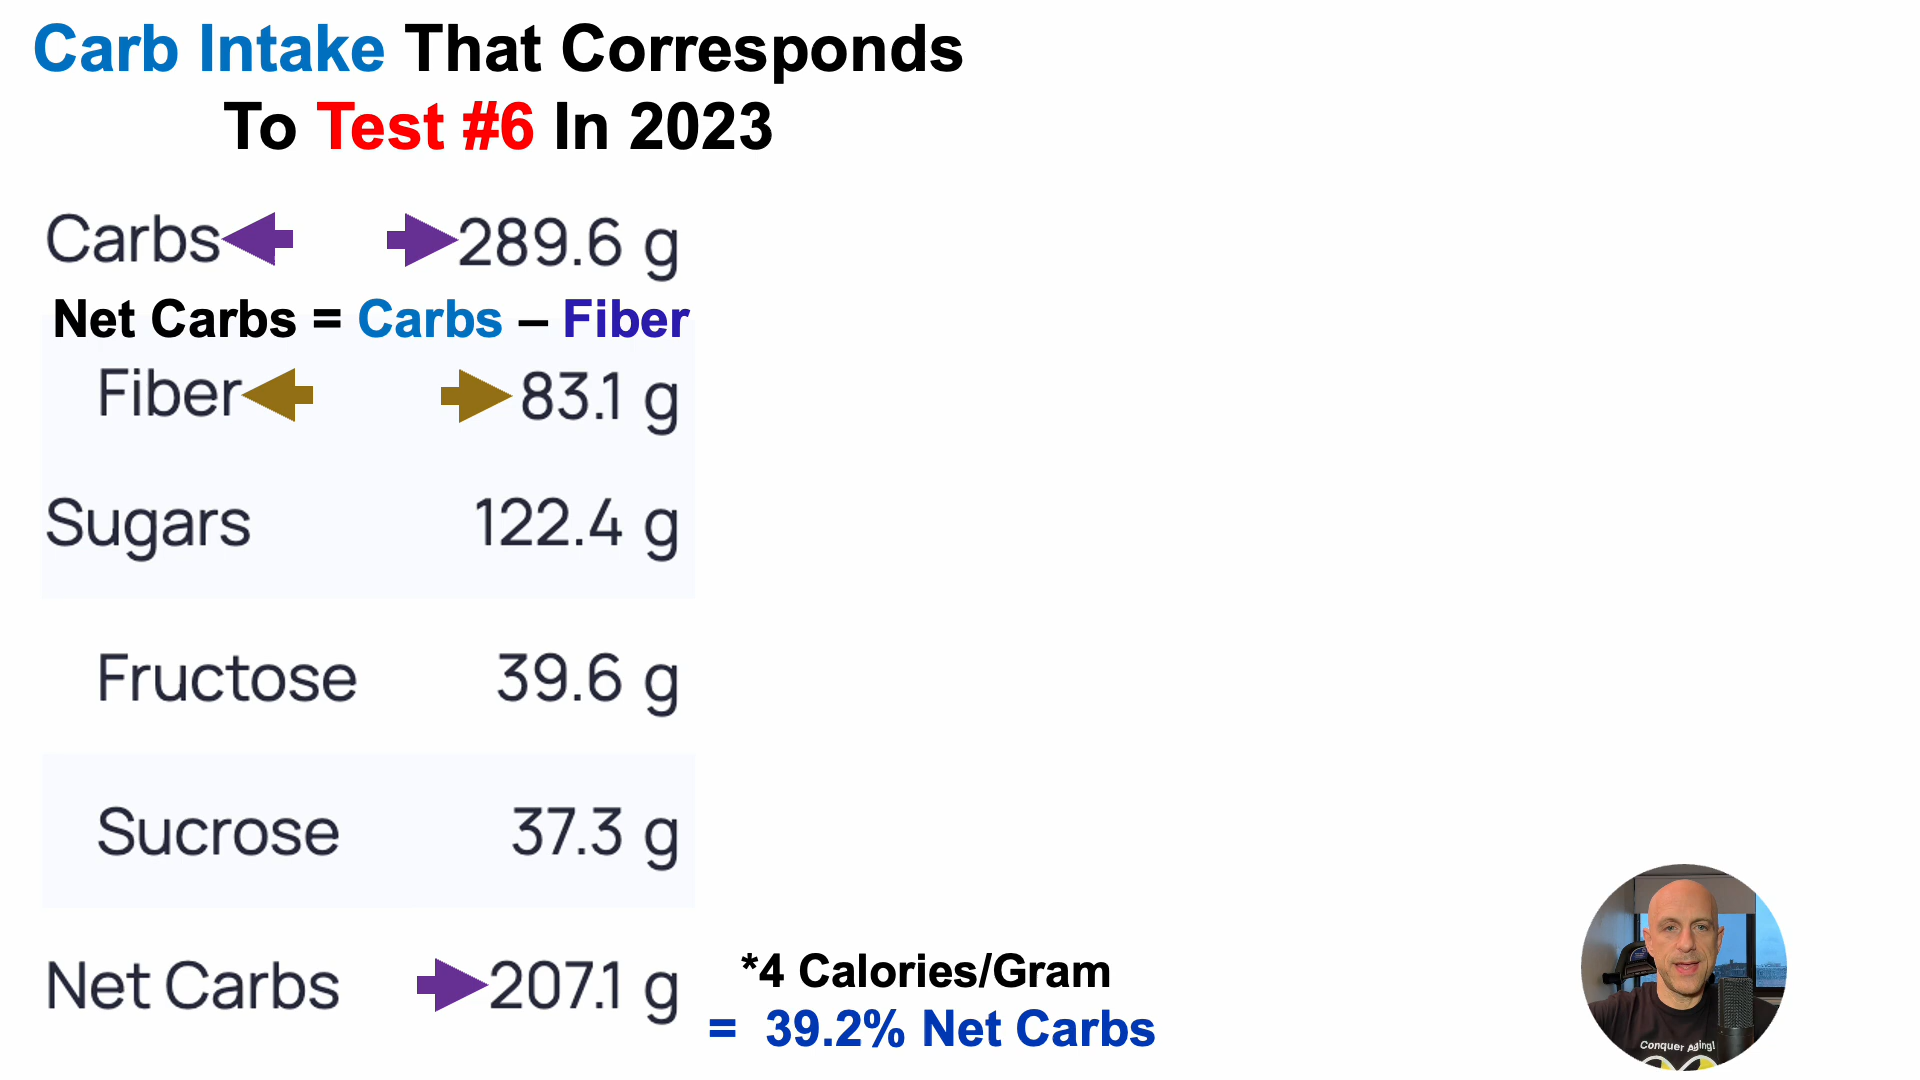 Carb Intake That Corresponds
To Test #6 In 2023
Carbs 289.6 g
Net Carbs = Carbs – Fiber
Fiber 83.1 g
Sugars 122.4 g
Fructose 39.6 g
Sucrose 37.3 g
Net Carbs 207.1 g
*4 Calories/Gram
= 39.2% Net Carbs
Conquer Aging!